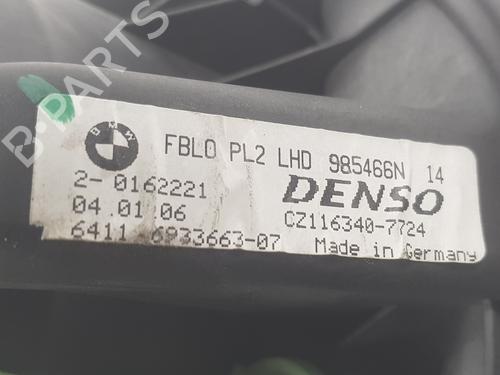 B-PARTS
BMW
FBLO PL2 LHD 985466N 14
2-0162221
DENSO
04.01.06
CZ116340-7724
6411 6933663-07
Made in Germany